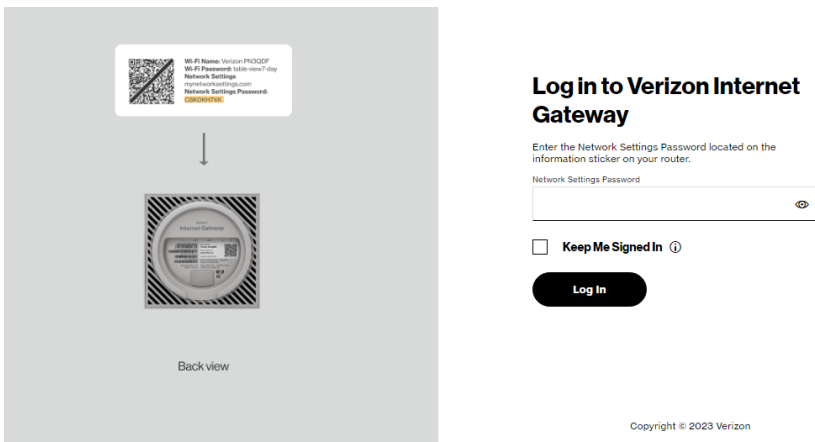 Wi-Fi Name: Verizon PN3QDF
Wi-Fi Password: table-view7-day
Network Settings
mynetworksettings.com
Network Settings Password:
Internet Gateway
Back view
Log in to Verizon Internet
Gateway
Enter the Network Settings Password located on the
information sticker on your router.
Network Settings Password
Keep Me Signed In
Log In
Copyright © 2023 Verizon